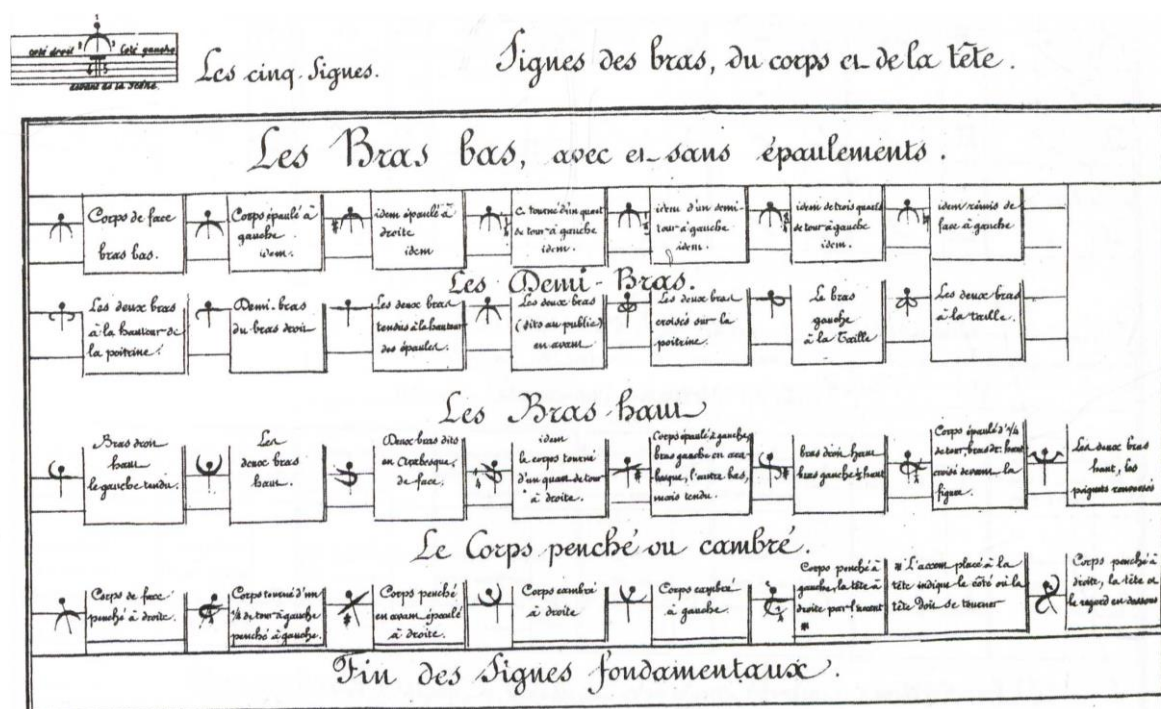 1
côté droit 2 3 Côté gauche
4 5
devant de la Scène.
Les cinq Signes.
Signes des bras, du corps et de la tête.
Les Bras bas, avec et sans épaulements.
Corps de face
bras bas.
Corps épaulé à
gauche
idem.
idem épaulé à
droite
idem
C. tourné d'un quart
de tour à gauche
idem.
idem d'un demi-
tour à gauche
idem.
idem de trois quarts
de tour à gauche
idem.
idem remis de
face à gauche
Les Demi-Bras.
Les deux bras
à la hauteur de
la poitrine.
Demi-bras
du bras droit
Les deux bras
tendus à la hauteur
des épaules.
Les deux bras
(dits au public)
en avant
Les deux bras
croisés sur la
poitrine.
Le bras
gauche
à la Taille
Les deux bras
à la taille.
Les Bras haut
Bras droit
haut
le gauche tendu.
Les
deux bras
haut.
Deux bras dits
en Arabesque,
de face.
idem
le corps tourné
d'un quart de tour
à droite.
Corps épaulé à gauche,
bras gauche en ara-
besque, l'autre bas,
mais tendu.
bras droit haut
bras gauche ½ haut
Corps épaulé d'¼
de tour, bras dr. haut
croisé devant la
figure
Les deux bras
haut, les
poignets renversés
Le Corps penché ou cambré.
Corps de face
penché à droite.
Corps tourné d'un
¼ de tour à gauche
penché à gauche.
Corps penché
en avant épaulé
à droite.
Corps cambré
à droite.
Corps cambré
à gauche.
Corps penché à
gauche, la tête à
droite par l'accent
※
※ L'accent placé à la
tête indique le côté où la
tête doit se tourner
Corps penché à
droite, la tête et
le regard en dessous
Fin des Signes fondamentaux.